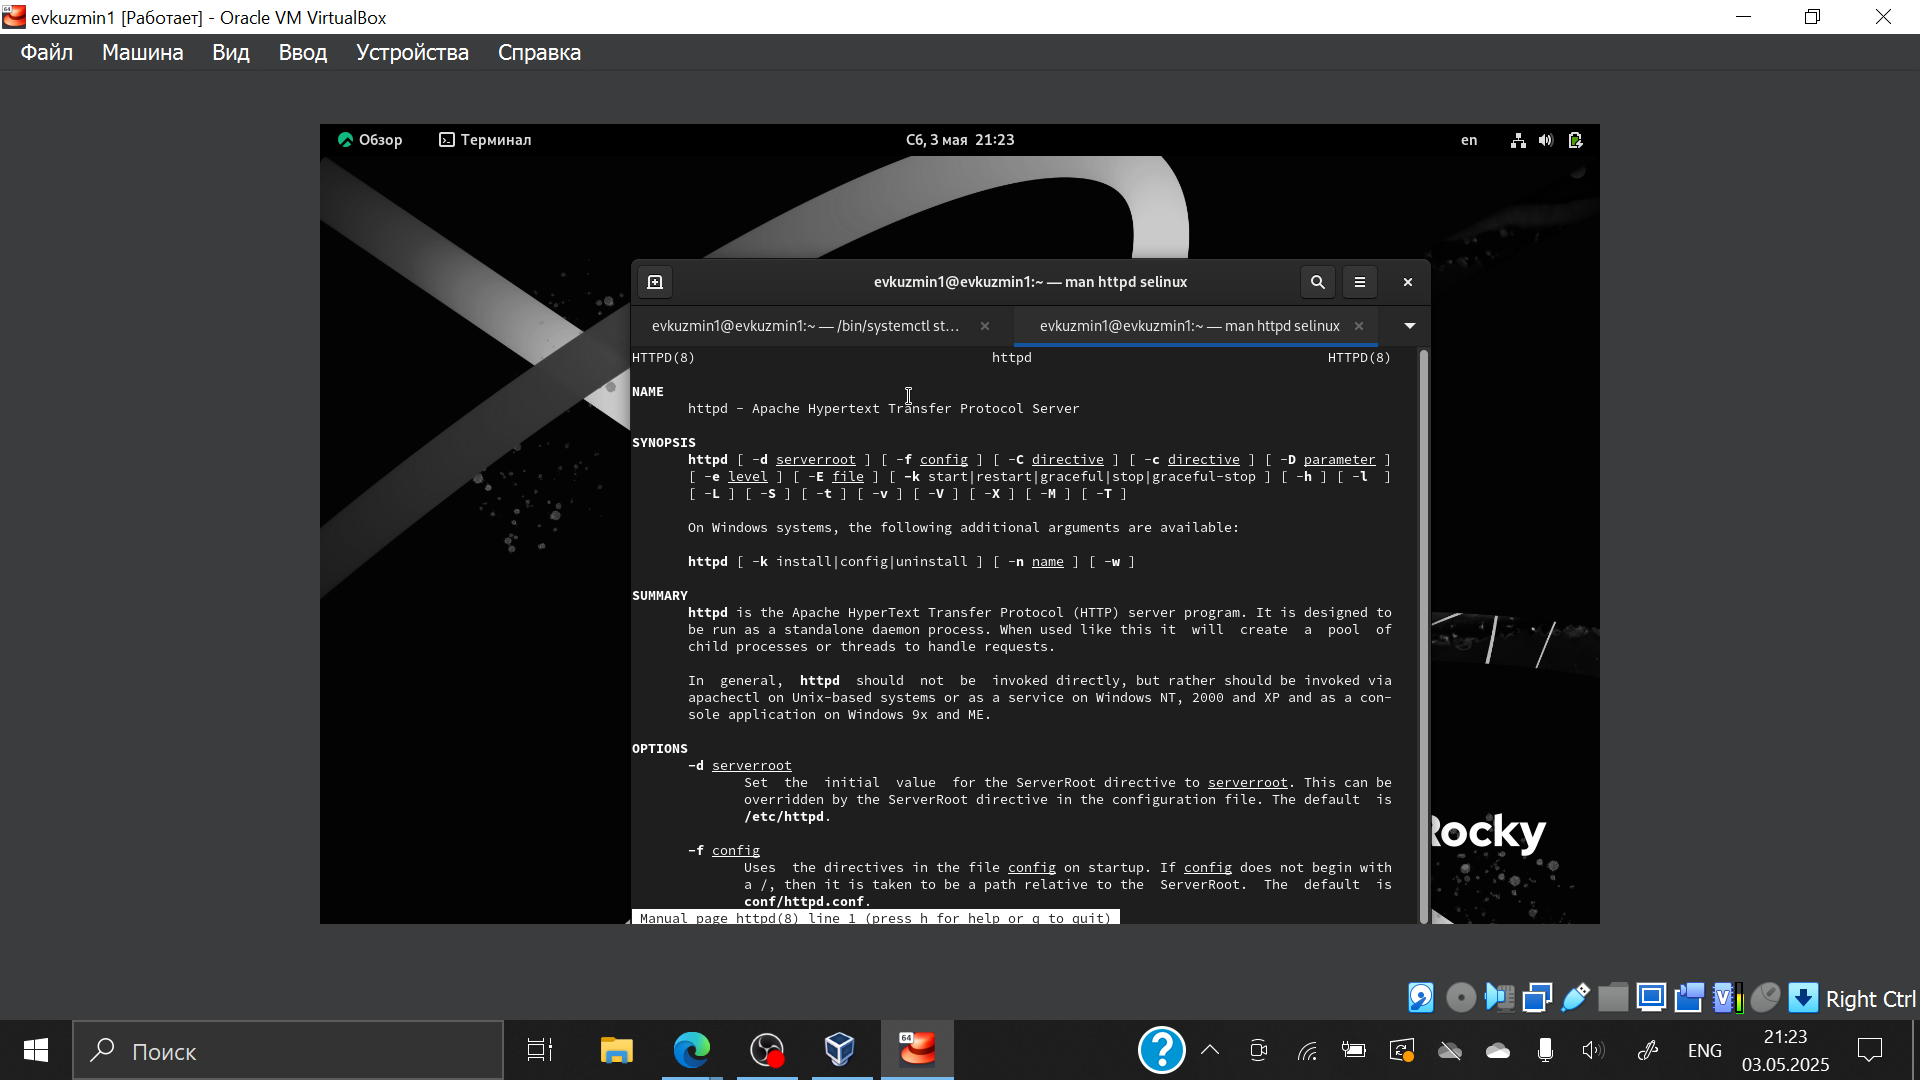 evkuzmin1 [Работает] - Oracle VM VirtualBox
Файл Машина Вид Ввод Устройства Справка
Обзор Терминал Сб, 3 мая 21:23 en
evkuzmin1@evkuzmin1:~ — man httpd selinux
evkuzmin1@evkuzmin1:~ — /bin/systemctl st… evkuzmin1@evkuzmin1:~ — man httpd selinux
HTTPD(8) httpd HTTPD(8)
NAME
httpd - Apache Hypertext Transfer Protocol Server
SYNOPSIS
httpd [ -d serverroot ] [ -f config ] [ -C directive ] [ -c directive ] [ -D parameter ]
[ -e level ] [ -E file ] [ -k start|restart|graceful|stop|graceful-stop ] [ -h ] [ -l ]
[ -L ] [ -S ] [ -t ] [ -v ] [ -V ] [ -X ] [ -M ] [ -T ]
On Windows systems, the following additional arguments are available:
httpd [ -k install|config|uninstall ] [ -n name ] [ -w ]
SUMMARY
httpd is the Apache HyperText Transfer Protocol (HTTP) server program. It is designed to
be run as a standalone daemon process. When used like this it will create a pool of
child processes or threads to handle requests.
In general, httpd should not be invoked directly, but rather should be invoked via
apachectl on Unix-based systems or as a service on Windows NT, 2000 and XP and as a con-
sole application on Windows 9x and ME.
OPTIONS
-d serverroot
Set the initial value for the ServerRoot directive to serverroot. This can be
overridden by the ServerRoot directive in the configuration file. The default is
/etc/httpd.
-f config
Uses the directives in the file config on startup. If config does not begin with
a /, then it is taken to be a path relative to the ServerRoot. The default is
conf/httpd.conf.
Manual page httpd(8) line 1 (press h for help or q to quit)
Rocky
Right Ctrl
Поиск
64
ENG
21:23
03.05.2025